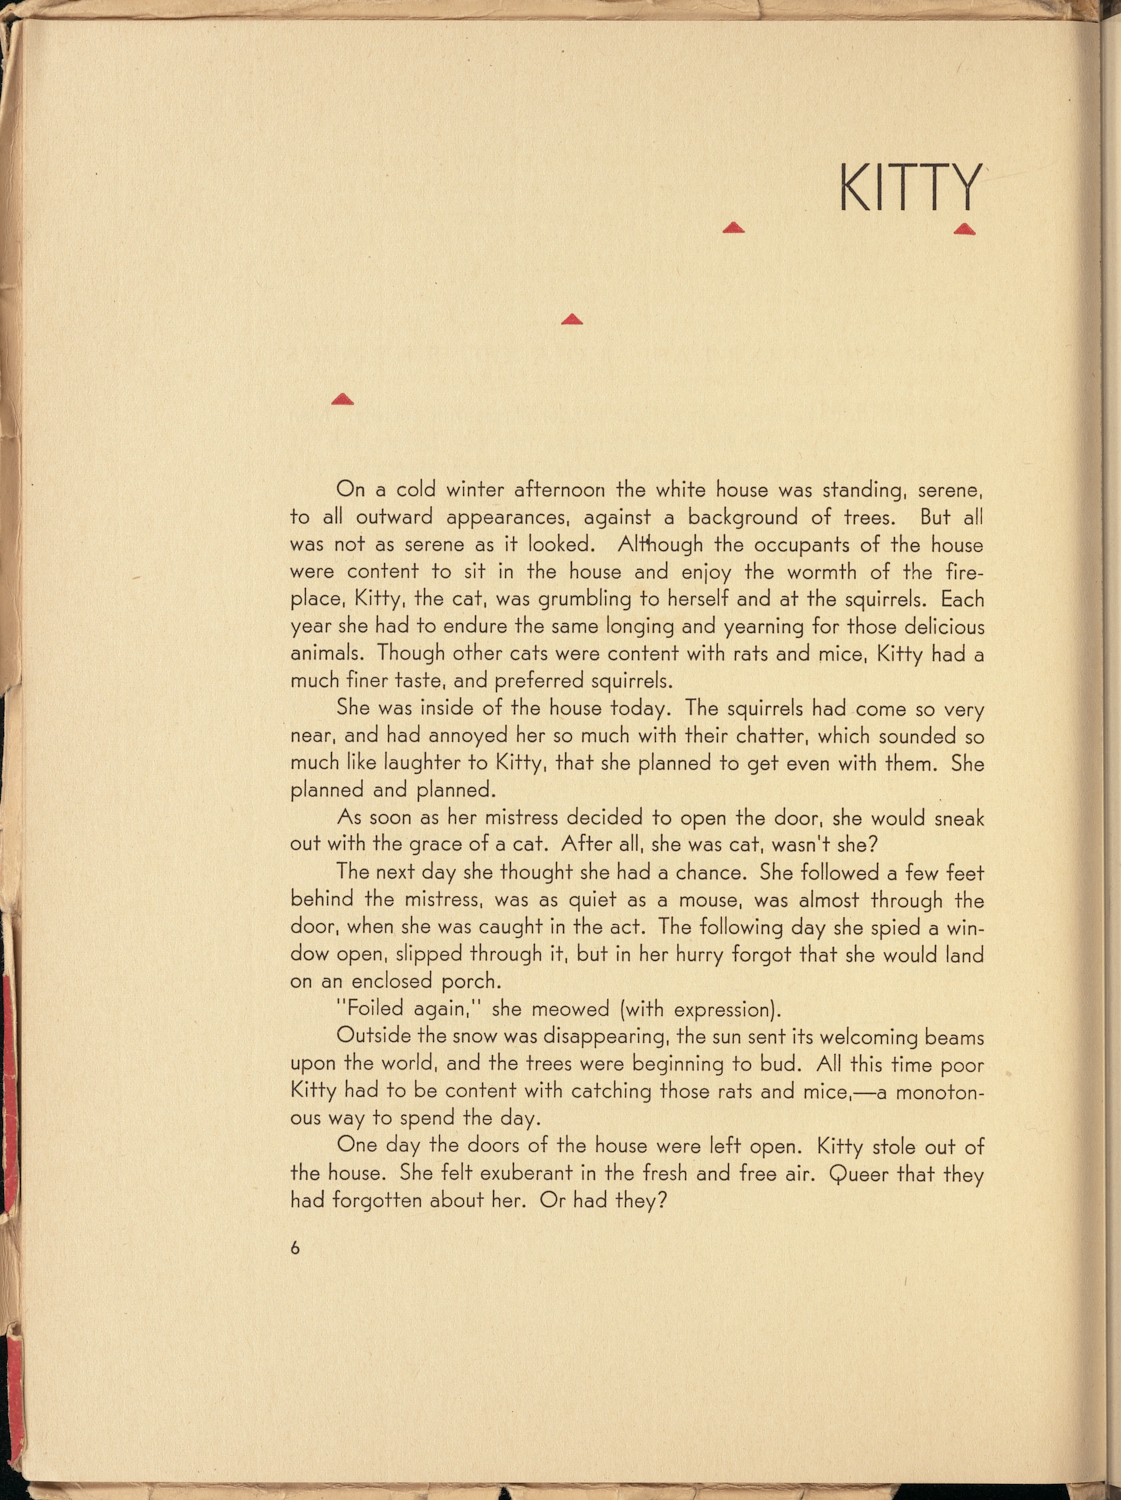 KITTY
On a cold winter afternoon the white house was standing, serene,
to all outward appearances, against a background of trees. But all
was not as serene as it looked. Although the occupants of the house
were content to sit in the house and enjoy the wormth of the fire-
place, Kitty, the cat, was grumbling to herself and at the squirrels. Each
year she had to endure the same longing and yearning for those delicious
animals. Though other cats were content with rats and mice, Kitty had a
much finer taste, and preferred squirrels.
She was inside of the house today. The squirrels had come so very
near, and had annoyed her so much with their chatter, which sounded so
much like laughter to Kitty, that she planned to get even with them. She
planned and planned.
As soon as her mistress decided to open the door, she would sneak
out with the grace of a cat. After all, she was cat, wasn't she?
The next day she thought she had a chance. She followed a few feet
behind the mistress, was as quiet as a mouse, was almost through the
door, when she was caught in the act. The following day she spied a win-
dow open, slipped through it, but in her hurry forgot that she would land
on an enclosed porch.
"Foiled again," she meowed (with expression).
Outside the snow was disappearing, the sun sent its welcoming beams
upon the world, and the trees were beginning to bud. All this time poor
Kitty had to be content with catching those rats and mice,—a monoton-
ous way to spend the day.
One day the doors of the house were left open. Kitty stole out of
the house. She felt exuberant in the fresh and free air. Queer that they
had forgotten about her. Or had they?
6